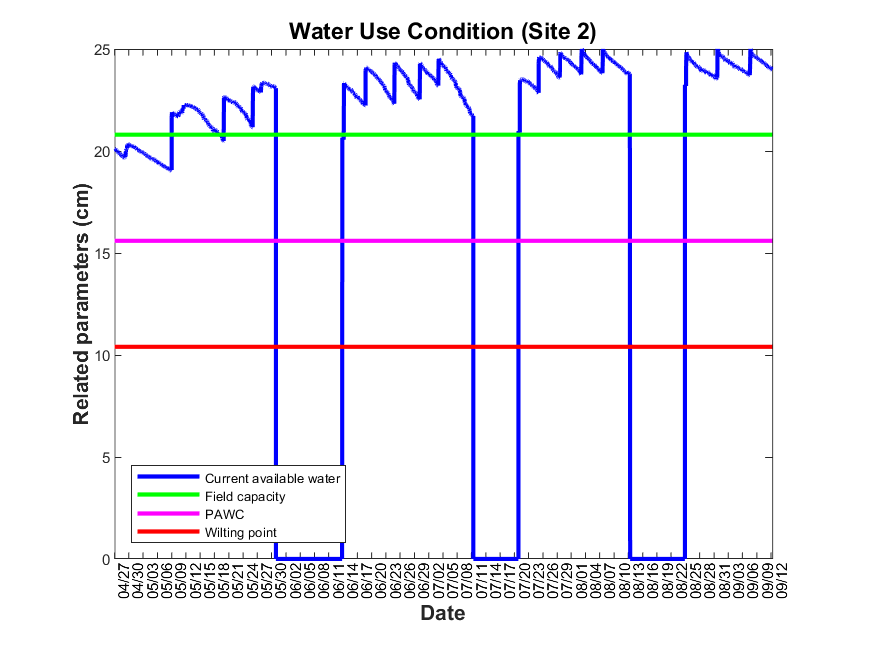 Water Use Condition (Site 2)
Related parameters (cm)
25
20
15
10
5
0
Current available water
Field capacity
PAWC
Wilting point
04/27 04/30 05/03 05/06 05/09 05/12 05/15 05/18 05/21 05/24 05/27 05/30 06/02 06/05 06/08 06/11 06/14 06/17 06/20 06/23 06/26 06/29 07/02 07/05 07/08 07/11 07/14 07/17 07/20 07/23 07/26 07/29 08/01 08/04 08/07 08/10 08/13 08/16 08/19 08/22 08/25 08/28 08/31 09/03 09/06 09/09 09/12
Date